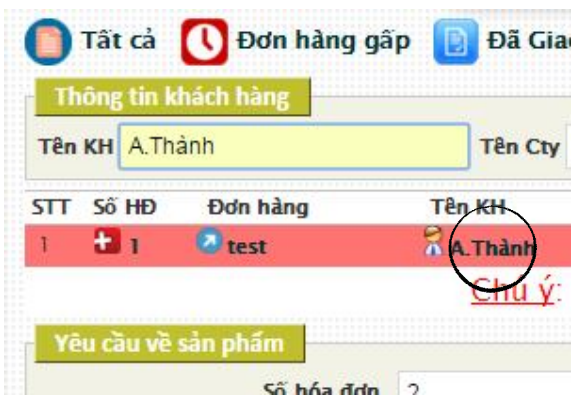 Tất cả Đơn hàng gấp Đã Giao
Thông tin khách hàng
Tên KH A.Thành Tên Cty
STT Số HĐ Đơn hàng Tên KH
1 1 test A.Thành
Chú ý:
Yêu cầu về sản phẩm
Số hóa đơn 2